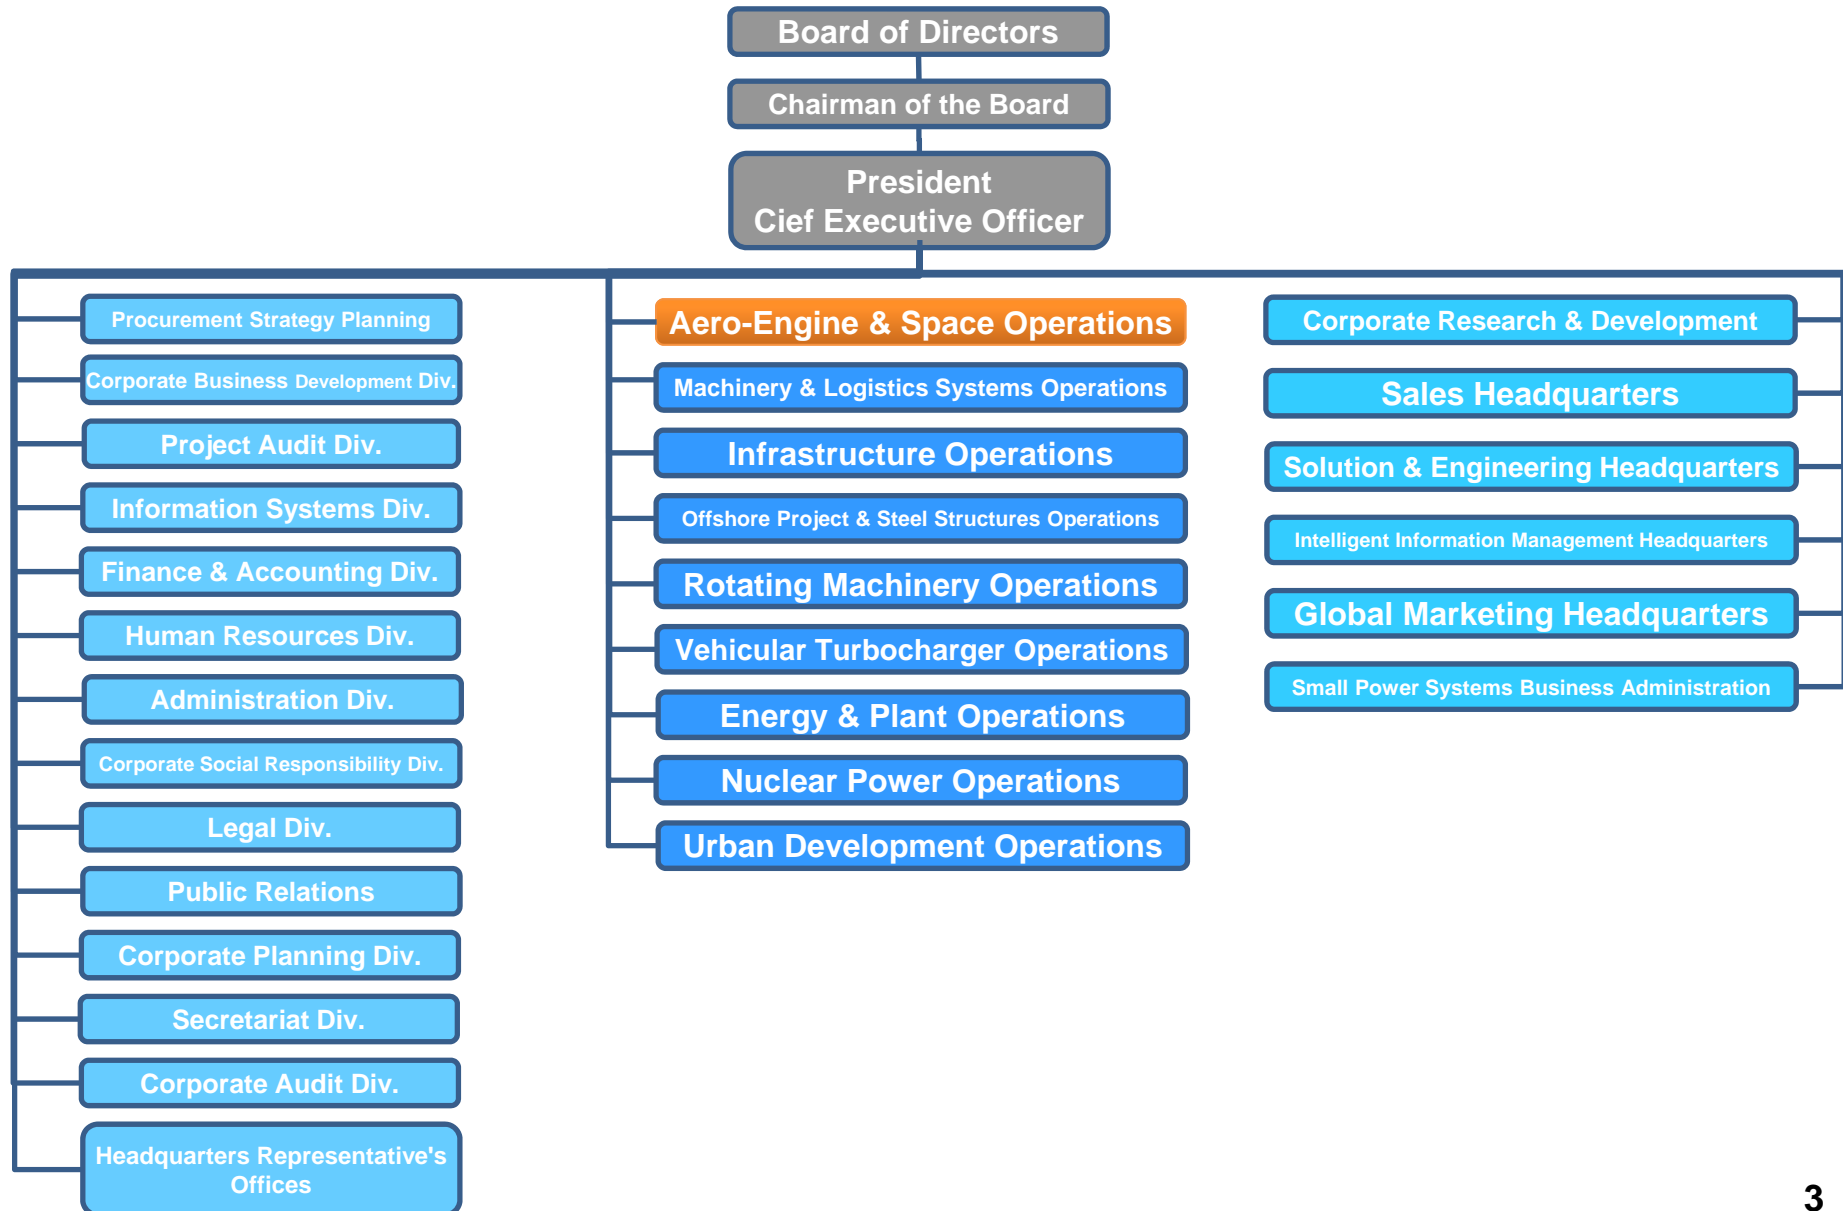 Board of Directors
Chairman of the Board
President
Cief Executive Officer
Procurement Strategy Planning
Corporate Business Development Div.
Project Audit Div.
Information Systems Div.
Finance & Accounting Div.
Human Resources Div.
Administration Div.
Corporate Social Responsibility Div.
Legal Div.
Public Relations
Corporate Planning Div.
Secretariat Div.
Corporate Audit Div.
Headquarters Representative's
Offices
Aero-Engine & Space Operations
Machinery & Logistics Systems Operations
Infrastructure Operations
Offshore Project & Steel Structures Operations
Rotating Machinery Operations
Vehicular Turbocharger Operations
Energy & Plant Operations
Nuclear Power Operations
Urban Development Operations
Corporate Research & Development
Sales Headquarters
Solution & Engineering Headquarters
Intelligent Information Management Headquarters
Global Marketing Headquarters
Small Power Systems Business Administration
3